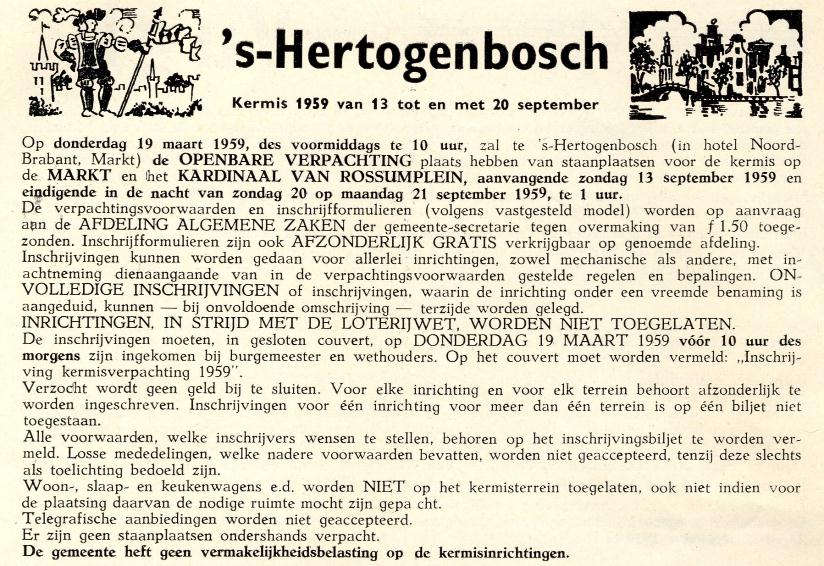 's-Hertogenbosch
Kermis 1959 van 13 tot en met 20 september
Op donderdag 19 maart 1959, des voormiddags te 10 uur, zal te 's-Hertogenbosch (in hotel Noord-
Brabant, Markt) de OPENBARE VERPACHTING plaats hebben van staanplaatsen voor de kermis op
de MARKT en het KARDINAAL VAN ROSSUMPLEIN, aanvangende zondag 13 september 1959 en
eindigende in de nacht van zondag 20 op maandag 21 september 1959, te 1 uur.
De verpachtingsvoorwaarden en inschrijfformulieren (volgens vastgesteld model) worden op aanvraag
aan de AFDELING ALGEMENE ZAKEN der gemeente-secretarie tegen overmaking van ƒ 1.50 toege-
zonden. Inschrijfformulieren zijn ook AFZONDERLIJK GRATIS verkrijgbaar op genoemde afdeling.
Inschrijvingen kunnen worden gedaan voor allerlei inrichtingen, zowel mechanische als andere, met in-
achtneming dienaangaande van in de verpachtingsvoorwaarden gestelde regelen en bepalingen. ON-
VOLLEDIGE INSCHRIJVINGEN of inschrijvingen, waarin de inrichting onder een vreemde benaming is
aangeduid, kunnen — bij onvoldoende omschrijving — terzijde worden gelegd.
INRICHTINGEN, IN STRIJD MET DE LOTERIJWET, WORDEN NIET TOEGELATEN.
De inschrijvingen moeten, in gesloten couvert, op DONDERDAG 19 MAART 1959 vóór 10 uur des
morgens zijn ingekomen bij burgemeester en wethouders. Op het couvert moet worden vermeld: „Inschrij-
ving kermisverpachting 1959".
Verzocht wordt geen geld bij te sluiten. Voor elke inrichting en voor elk terrein behoort afzonderlijk te
worden ingeschreven. Inschrijvingen voor één inrichting voor meer dan één terrein is op één biljet niet
toegestaan.
Alle voorwaarden, welke inschrijvers wensen te stellen, behoren op het inschrijvingsbiljet te worden ver-
meld. Losse mededelingen, welke nadere voorwaarden bevatten, worden niet geaccepteerd, tenzij deze slechts
als toelichting bedoeld zijn.
Woon-, slaap- en keukenwagens e.d. worden NIET op het kermisterrein toegelaten, ook niet indien voor
de plaatsing daarvan de nodige ruimte mocht zijn gepa cht.
Telegrafische aanbiedingen worden niet geaccepteerd.
Er zijn geen staanplaatsen ondershands verpacht.
De gemeente heft geen vermakelijkheidsbelasting op de kermisinrichtingen.